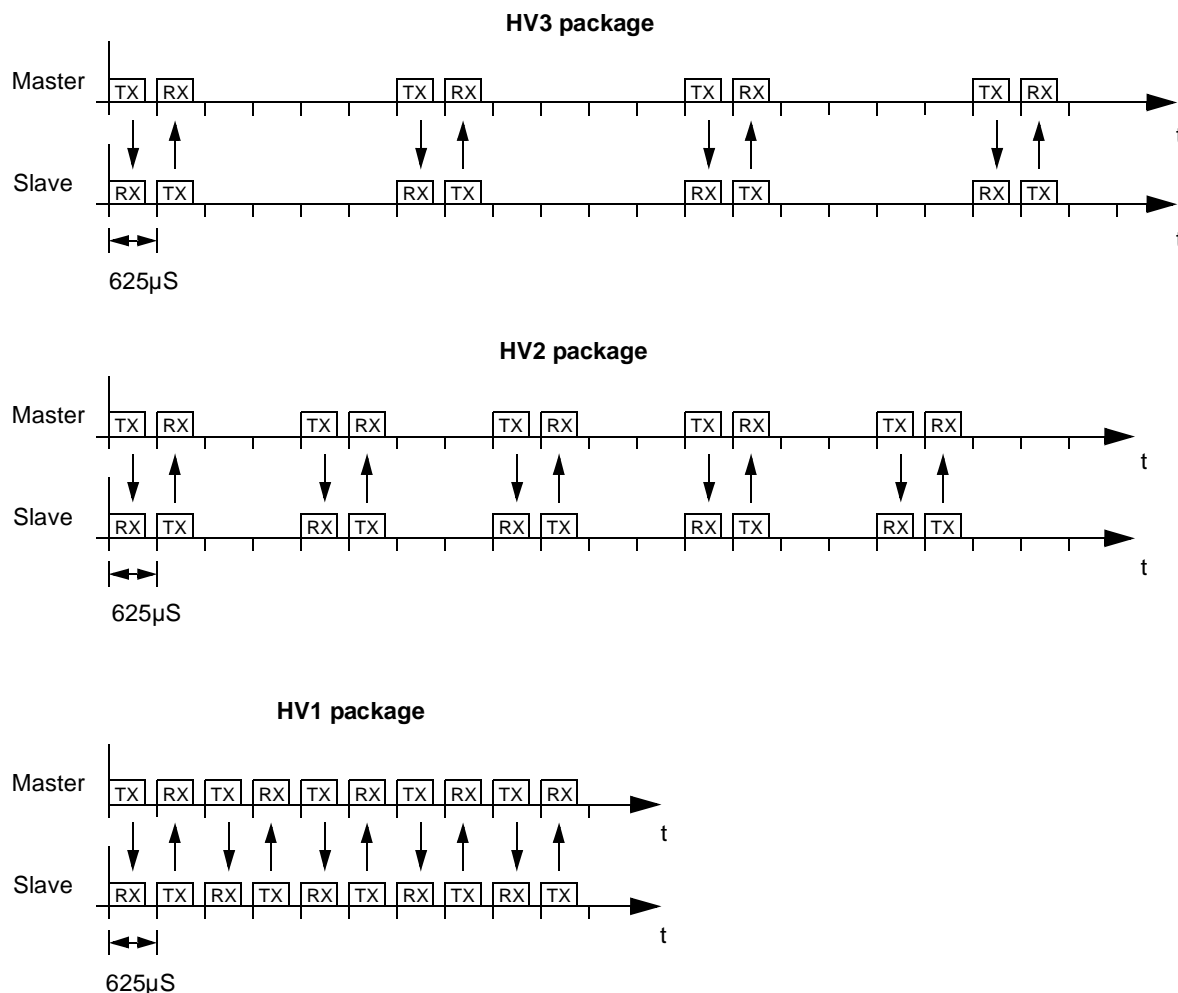 HV3 package
Master
TX RX TX RX TX RX TX RX
t
Slave
RX TX RX TX RX TX RX TX
t
625µS
HV2 package
Master
TX RX TX RX TX RX TX RX TX RX
t
Slave
RX TX RX TX RX TX RX TX RX TX
t
625µS
HV1 package
Master
TX RX TX RX TX RX TX RX TX RX
t
Slave
RX TX RX TX RX TX RX TX RX TX
t
625µS